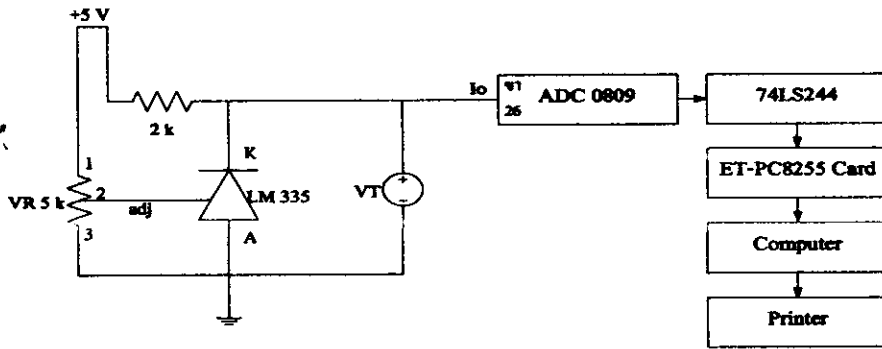 +5 V
2 k
1
2
VR 5 k
adj
3
K
LM 335
A
VT
+
-
Io
26
ADC 0809
74LS244
ET-PC8255 Card
Computer
Printer